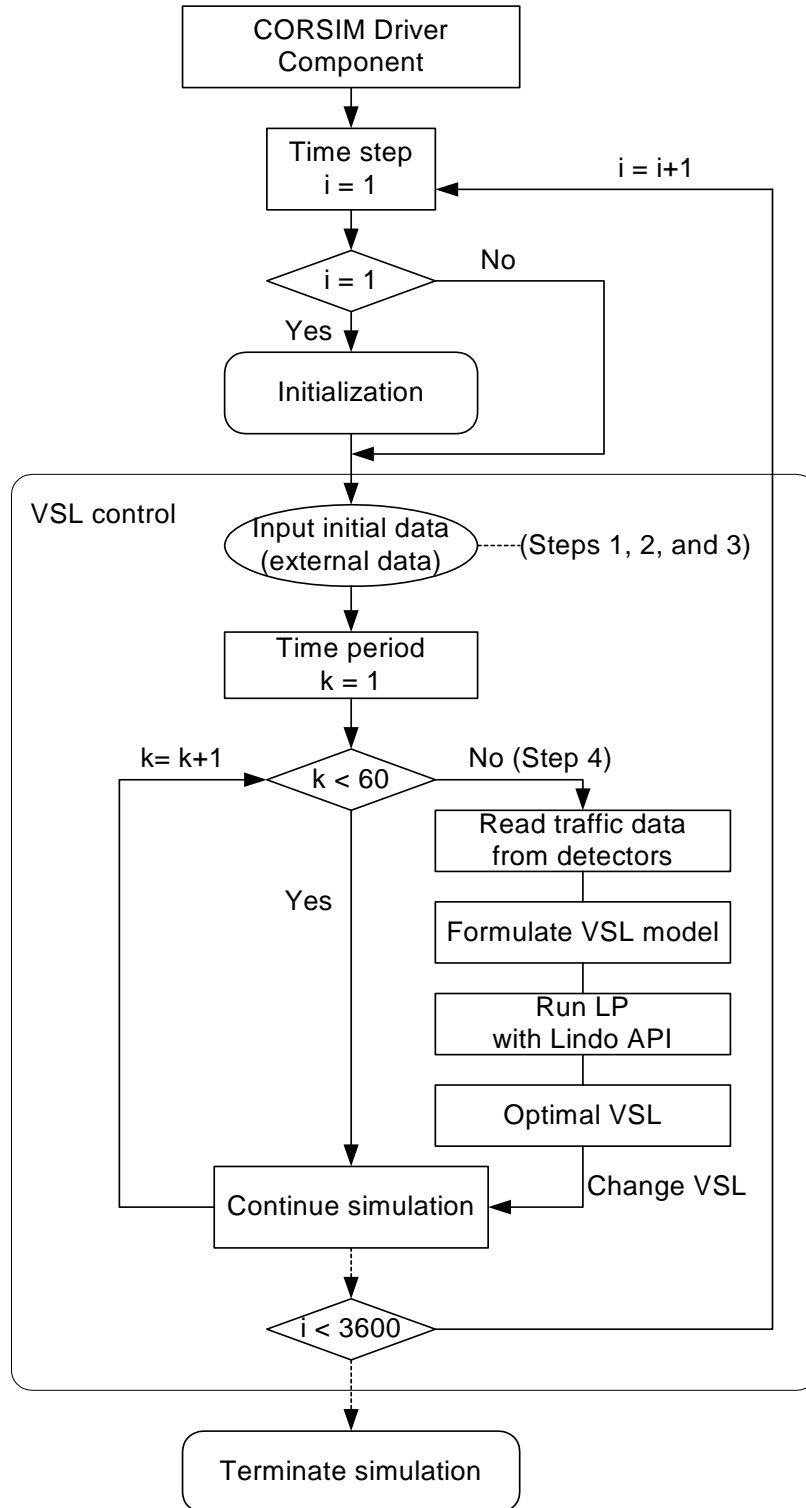 CORSIM Driver
Component
Time step
i = 1
i = i+1
i = 1
No
Yes
Initialization
VSL control
Input initial data
(external data)
(Steps 1, 2, and 3)
Time period
k = 1
k= k+1
k < 60
No (Step 4)
Read traffic data
from detectors
Yes
Formulate VSL model
Run LP
with Lindo API
Optimal VSL
Change VSL
Continue simulation
i < 3600
Terminate simulation